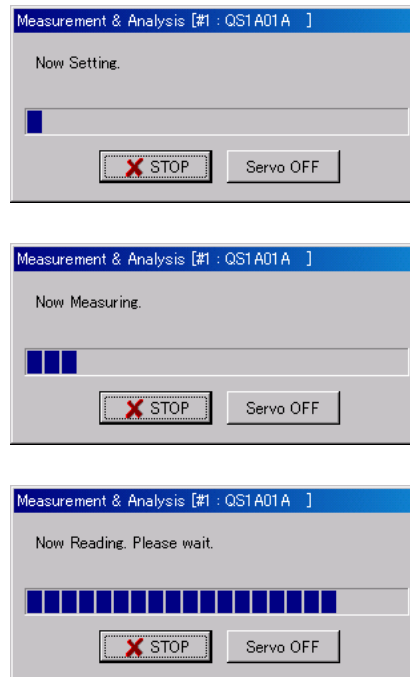 Measurement & Analysis [#1 : QS1A01A ]
Now Setting.
STOP Servo OFF
Measurement & Analysis [#1 : QS1A01A ]
Now Measuring.
STOP Servo OFF
Measurement & Analysis [#1 : QS1A01A ]
Now Reading. Please wait.
STOP Servo OFF